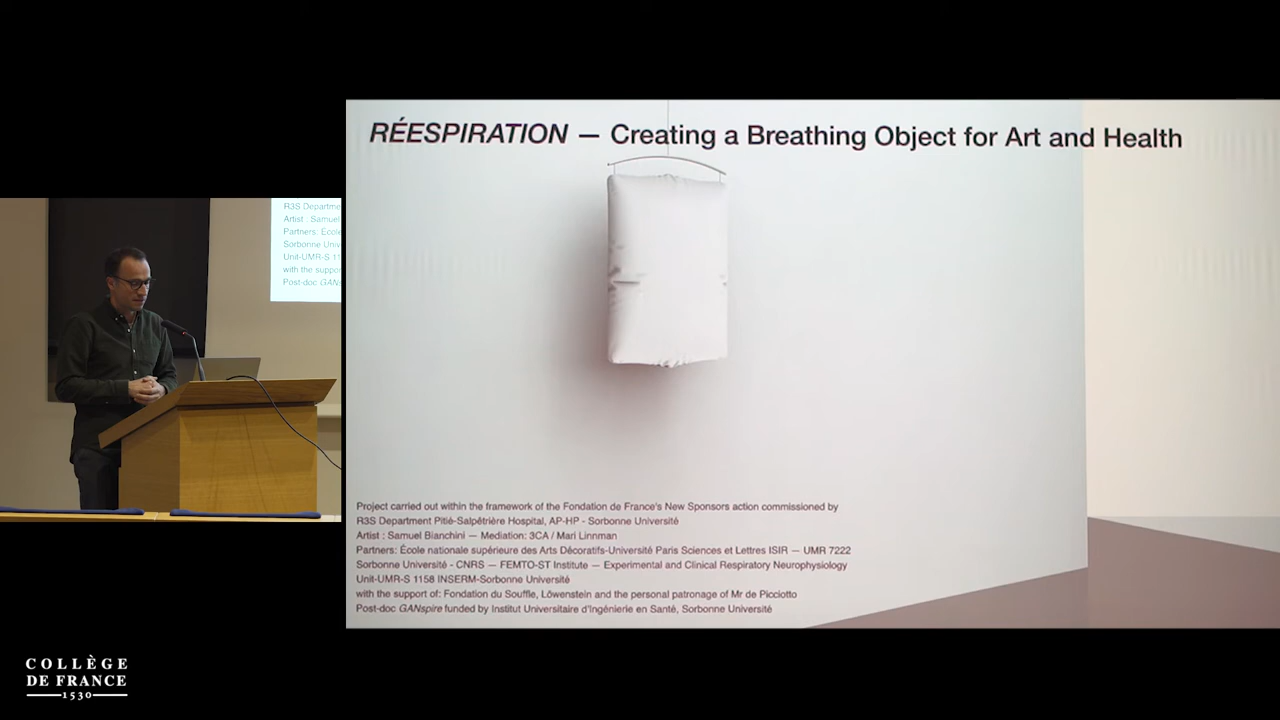 RÉESPIRATION — Creating a Breathing Object for Art and Health
R3S Departme
Artist : Samuel
Partners: École
Sorbonne Univ
Unit-UMR-S 11
with the suppo
Post-doc GAN
Project carried out within the framework of the Fondation de France's New Sponsors action commissioned by
R3S Department Pitié-Salpêtrière Hospital, AP-HP - Sorbonne Université
Artist : Samuel Bianchini — Mediation: 3CA / Mari Linnman
Partners: École nationale supérieure des Arts Décoratifs-Université Paris Sciences et Lettres ISIR — UMR 7222
Sorbonne Université - CNRS — FEMTO-ST Institute — Experimental and Clinical Respiratory Neurophysiology
Unit-UMR-S 1158 INSERM-Sorbonne Université
with the support of: Fondation du Souffle, Löwenstein and the personal patronage of Mr de Picciotto
Post-doc GANspire funded by Institut Universitaire d'Ingénierie en Santé, Sorbonne Université
COLLÈGE
DE FRANCE
1530